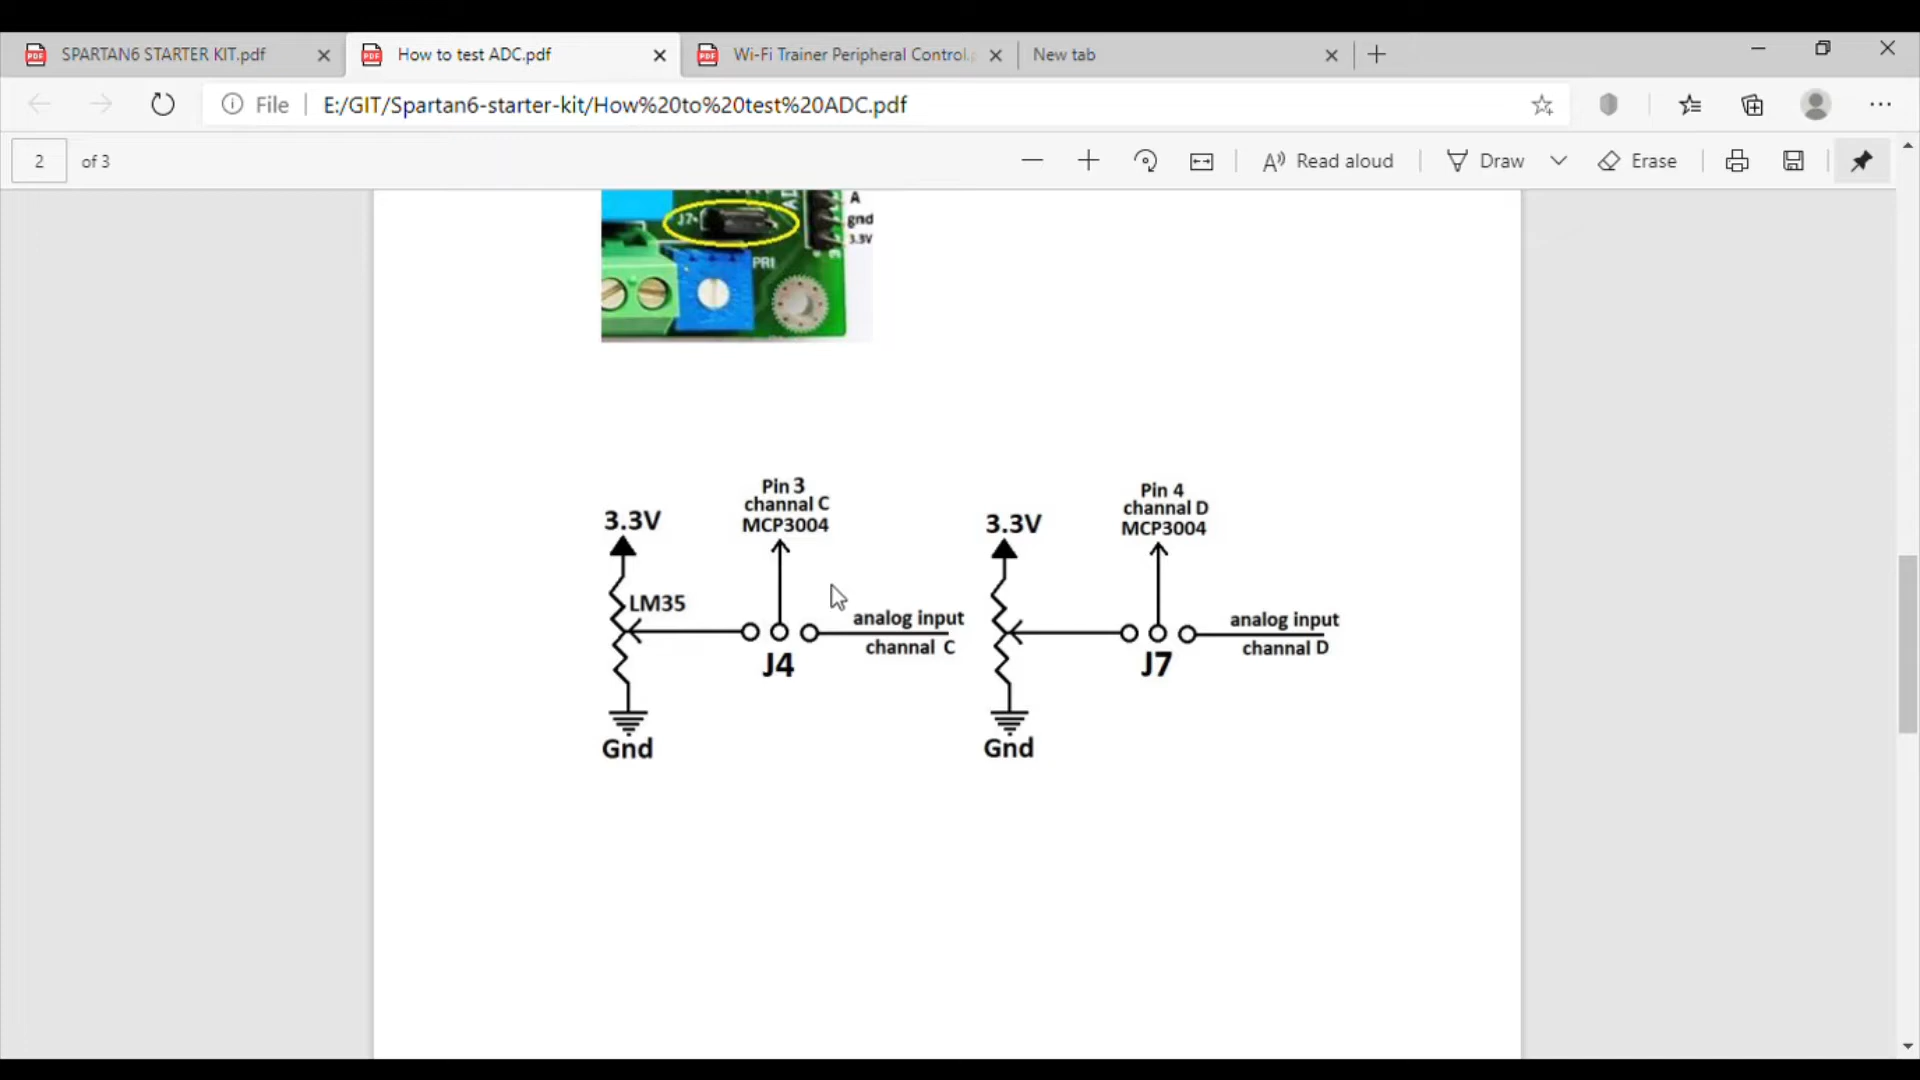 SPARTAN6 STARTER KIT.pdf
How to test ADC.pdf
Wi-Fi Trainer Peripheral Control.p
New tab
File
E:/GIT/Spartan6-starter-kit/How%20to%20test%20ADC.pdf
2 of 3
Read aloud
Draw
Erase
A
gnd
3.3V
J7
PR1
Pin 3
channal C
MCP3004
3.3V
LM35
analog input
channal C
J4
Gnd
Pin 4
channal D
MCP3004
3.3V
analog input
channal D
J7
Gnd